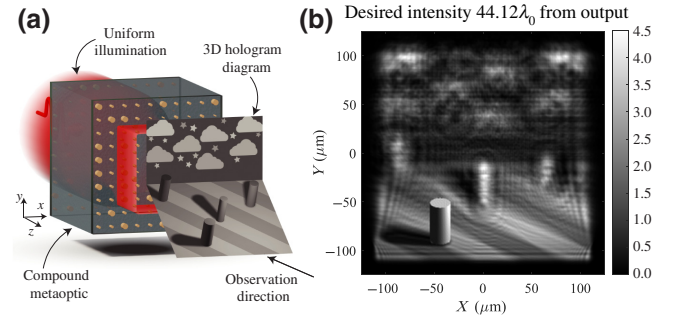 (a)
Uniform
illumination
3D hologram
diagram
y
x
z
Compound
metaoptic
Observation
direction
(b)
Desired intensity 44.12λ₀ from output
100
50
0
−50
−100
Y (μm)
−100 −50 0 50 100
X (μm)
4.5
4.0
3.5
3.0
2.5
2.0
1.5
1.0
0.5
0.0